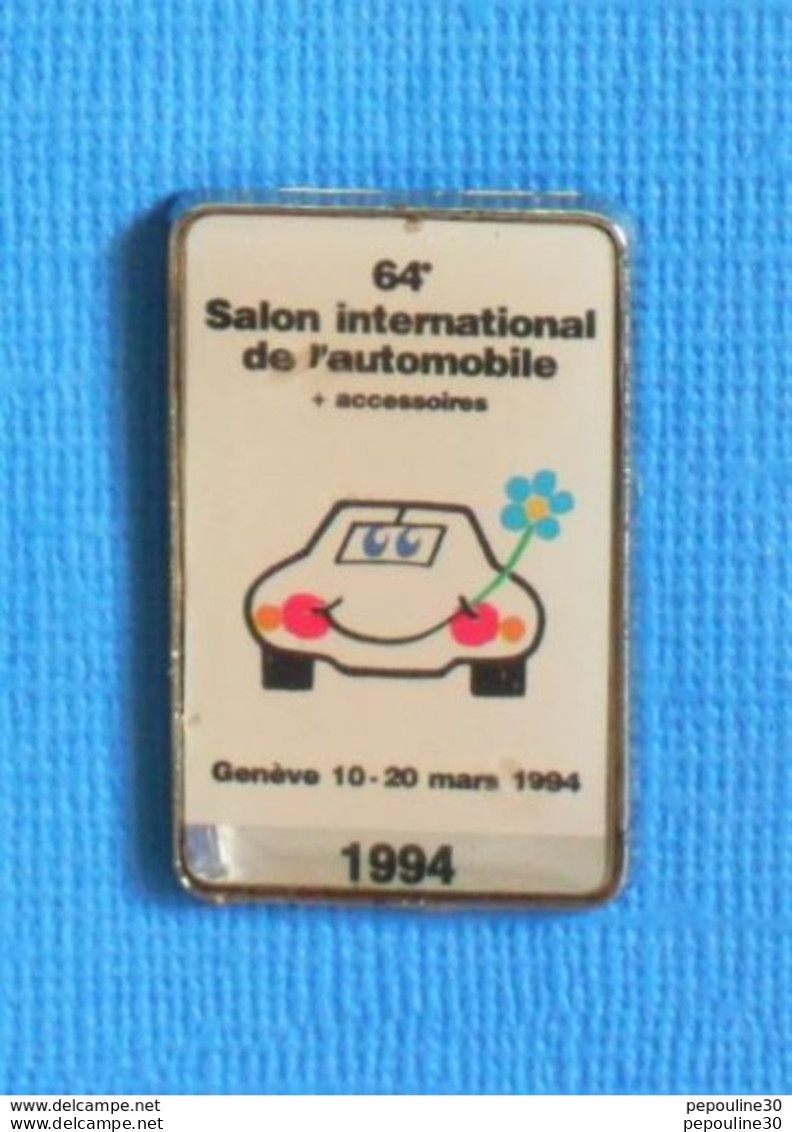 64e
Salon international
de l'automobile
+ accessoires
Genève 10-20 mars 1994
1994
www.delcampe.net pepouline30
www.delcampe.net pepouline30